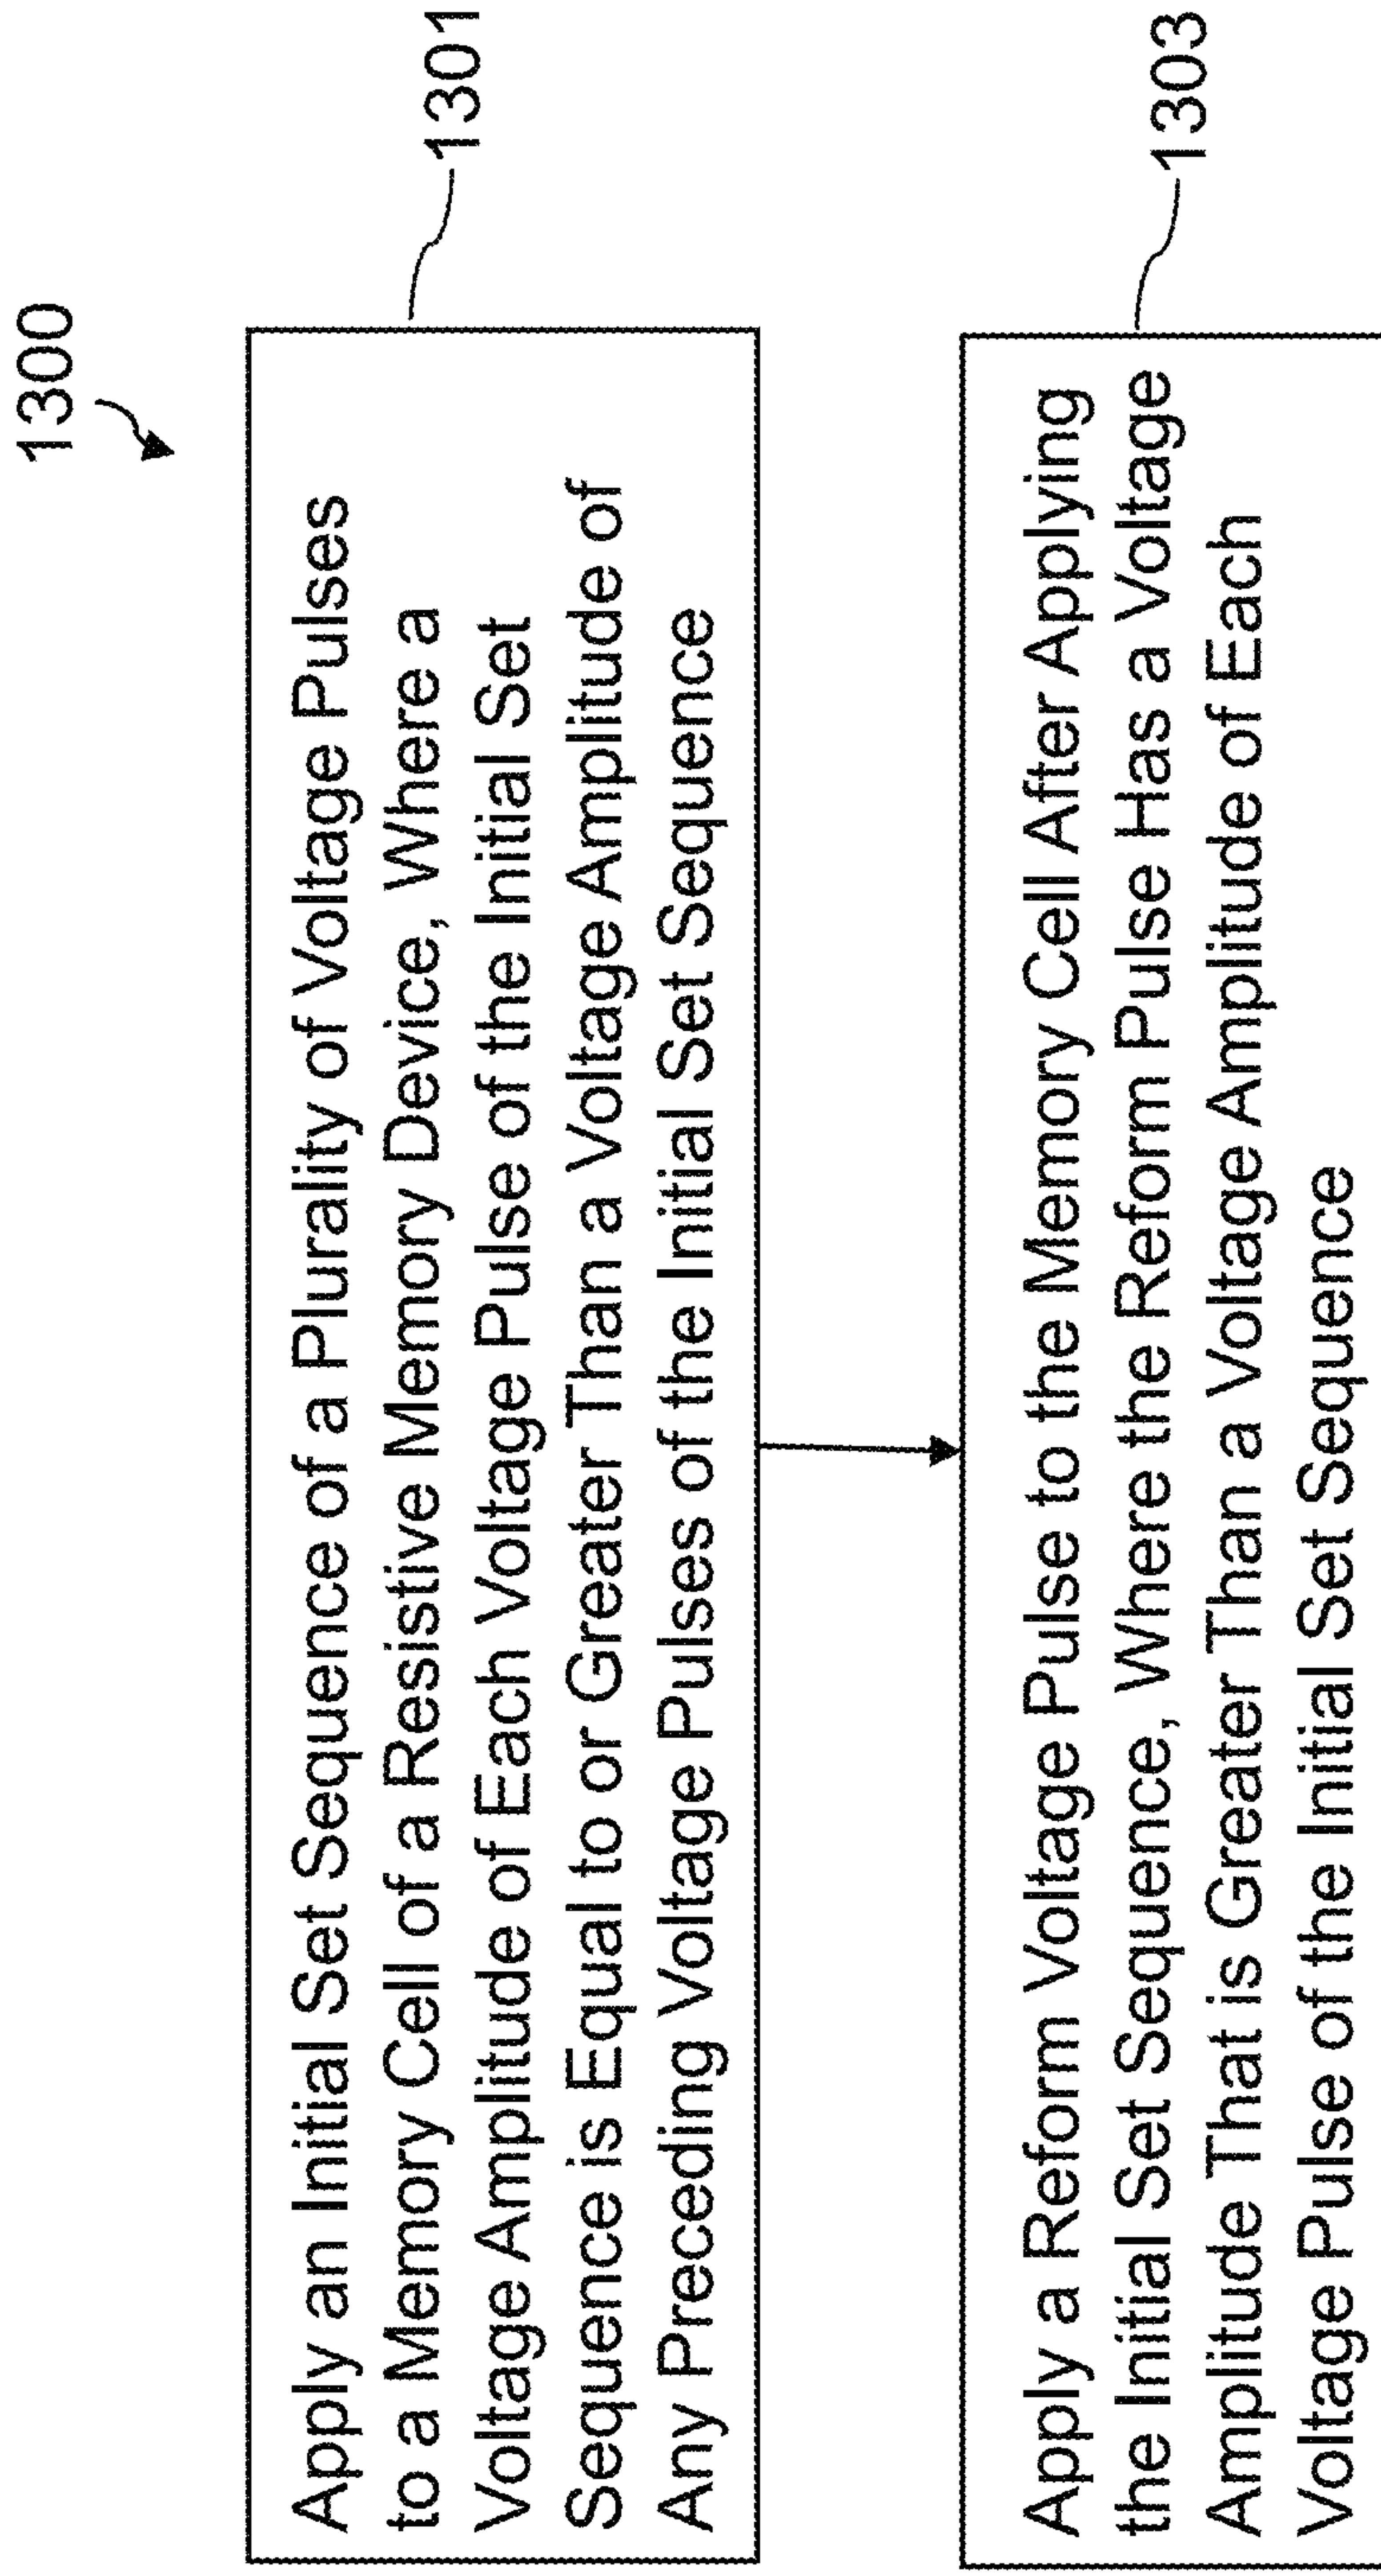 1300
Apply an Initial Set Sequence of a Plurality of Voltage Pulses
to a Memory Cell of a Resistive Memory Device, Where a
Voltage Amplitude of Each Voltage Pulse of the Initial Set
Sequence is Equal to or Greater Than a Voltage Amplitude of
Any Preceding Voltage Pulses of the Initial Set Sequence
1301
Apply a Reform Voltage Pulse to the Memory Cell After Applying
the Initial Set Sequence, Where the Reform Pulse Has a Voltage
Amplitude That is Greater Than a Voltage Amplitude of Each
Voltage Pulse of the Initial Set Sequence
1303